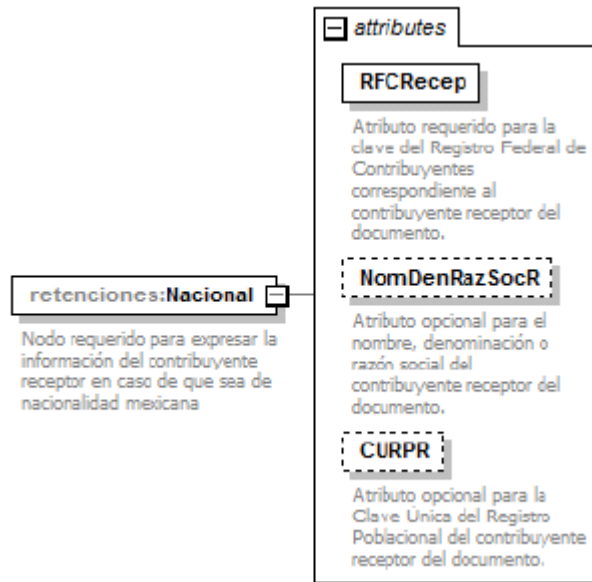 attributes
RFCRecep
Atributo requerido para la
clave del Registro Federal de
Contribuyentes
correspondiente al
contribuyente receptor del
documento.
retenciones:Nacional
Nodo requerido para expresar la
información del contribuyente
receptor en caso de que sea de
nacionalidad mexicana
NomDenRazSocR
Atributo opcional para el
nombre, denominación o
razón social del
contribuyente receptor del
documento.
CURPR
Atributo opcional para la
Clave Única del Registro
Poblacional del contribuyente
receptor del documento.